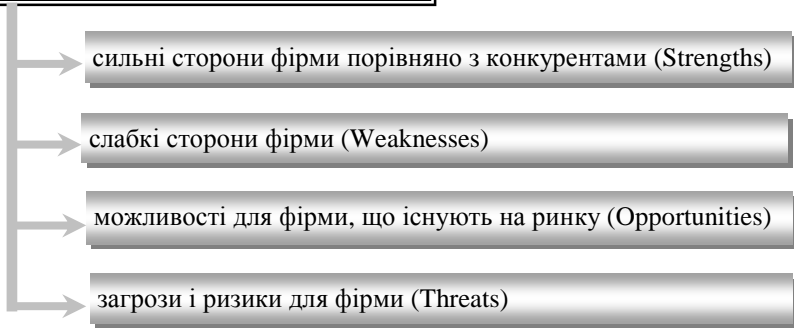 сильні сторони фірми порівняно з конкурентами (Strengths)
слабкі сторони фірми (Weaknesses)
можливості для фірми, що існують на ринку (Opportunities)
загрози і ризики для фірми (Threats)